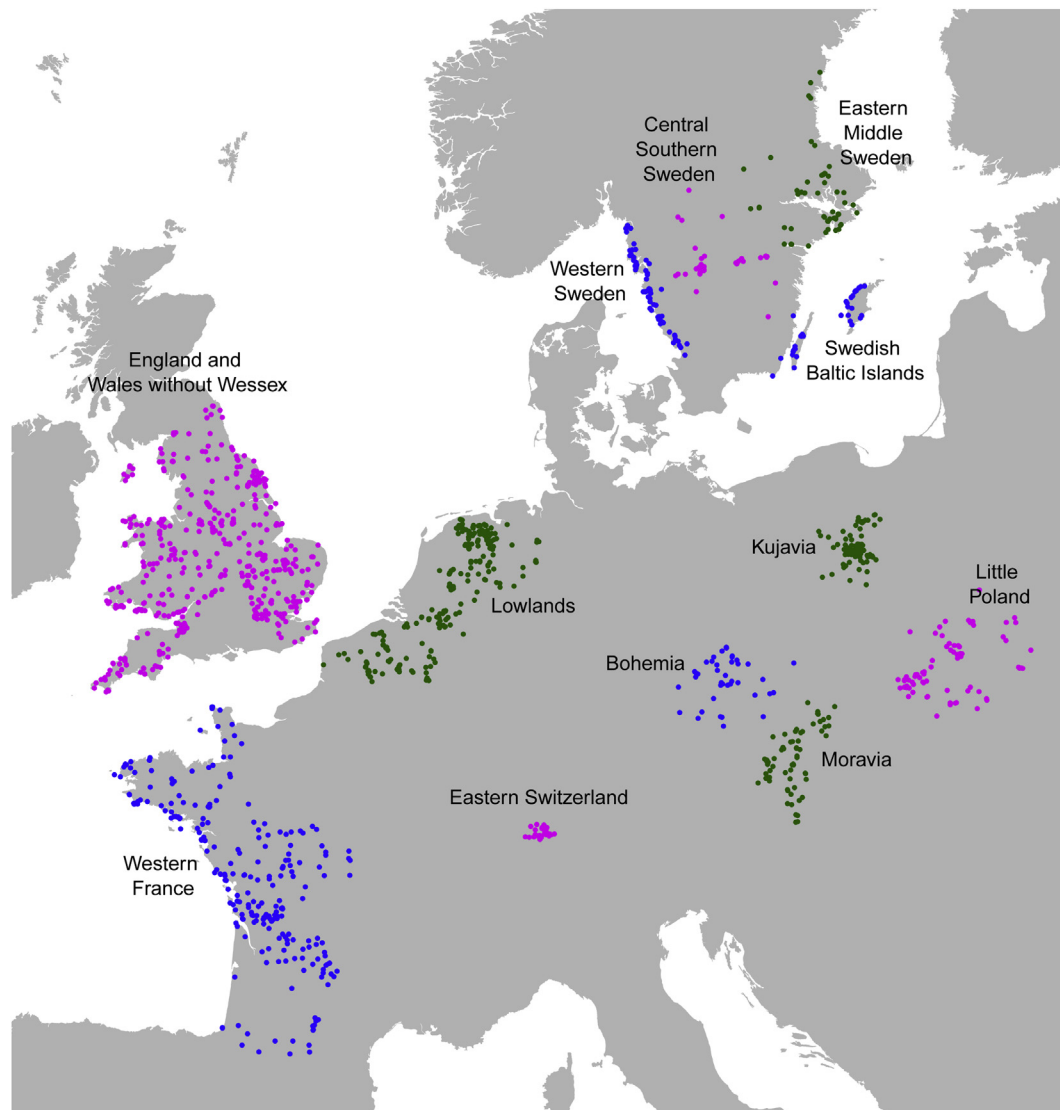 Eastern
Middle
Sweden
Central
Southern
Sweden
Western
Sweden
Swedish
Baltic Islands
England and
Wales without Wessex
Kujavia
Little
Poland
Lowlands
Bohemia
Moravia
Eastern Switzerland
Western
France